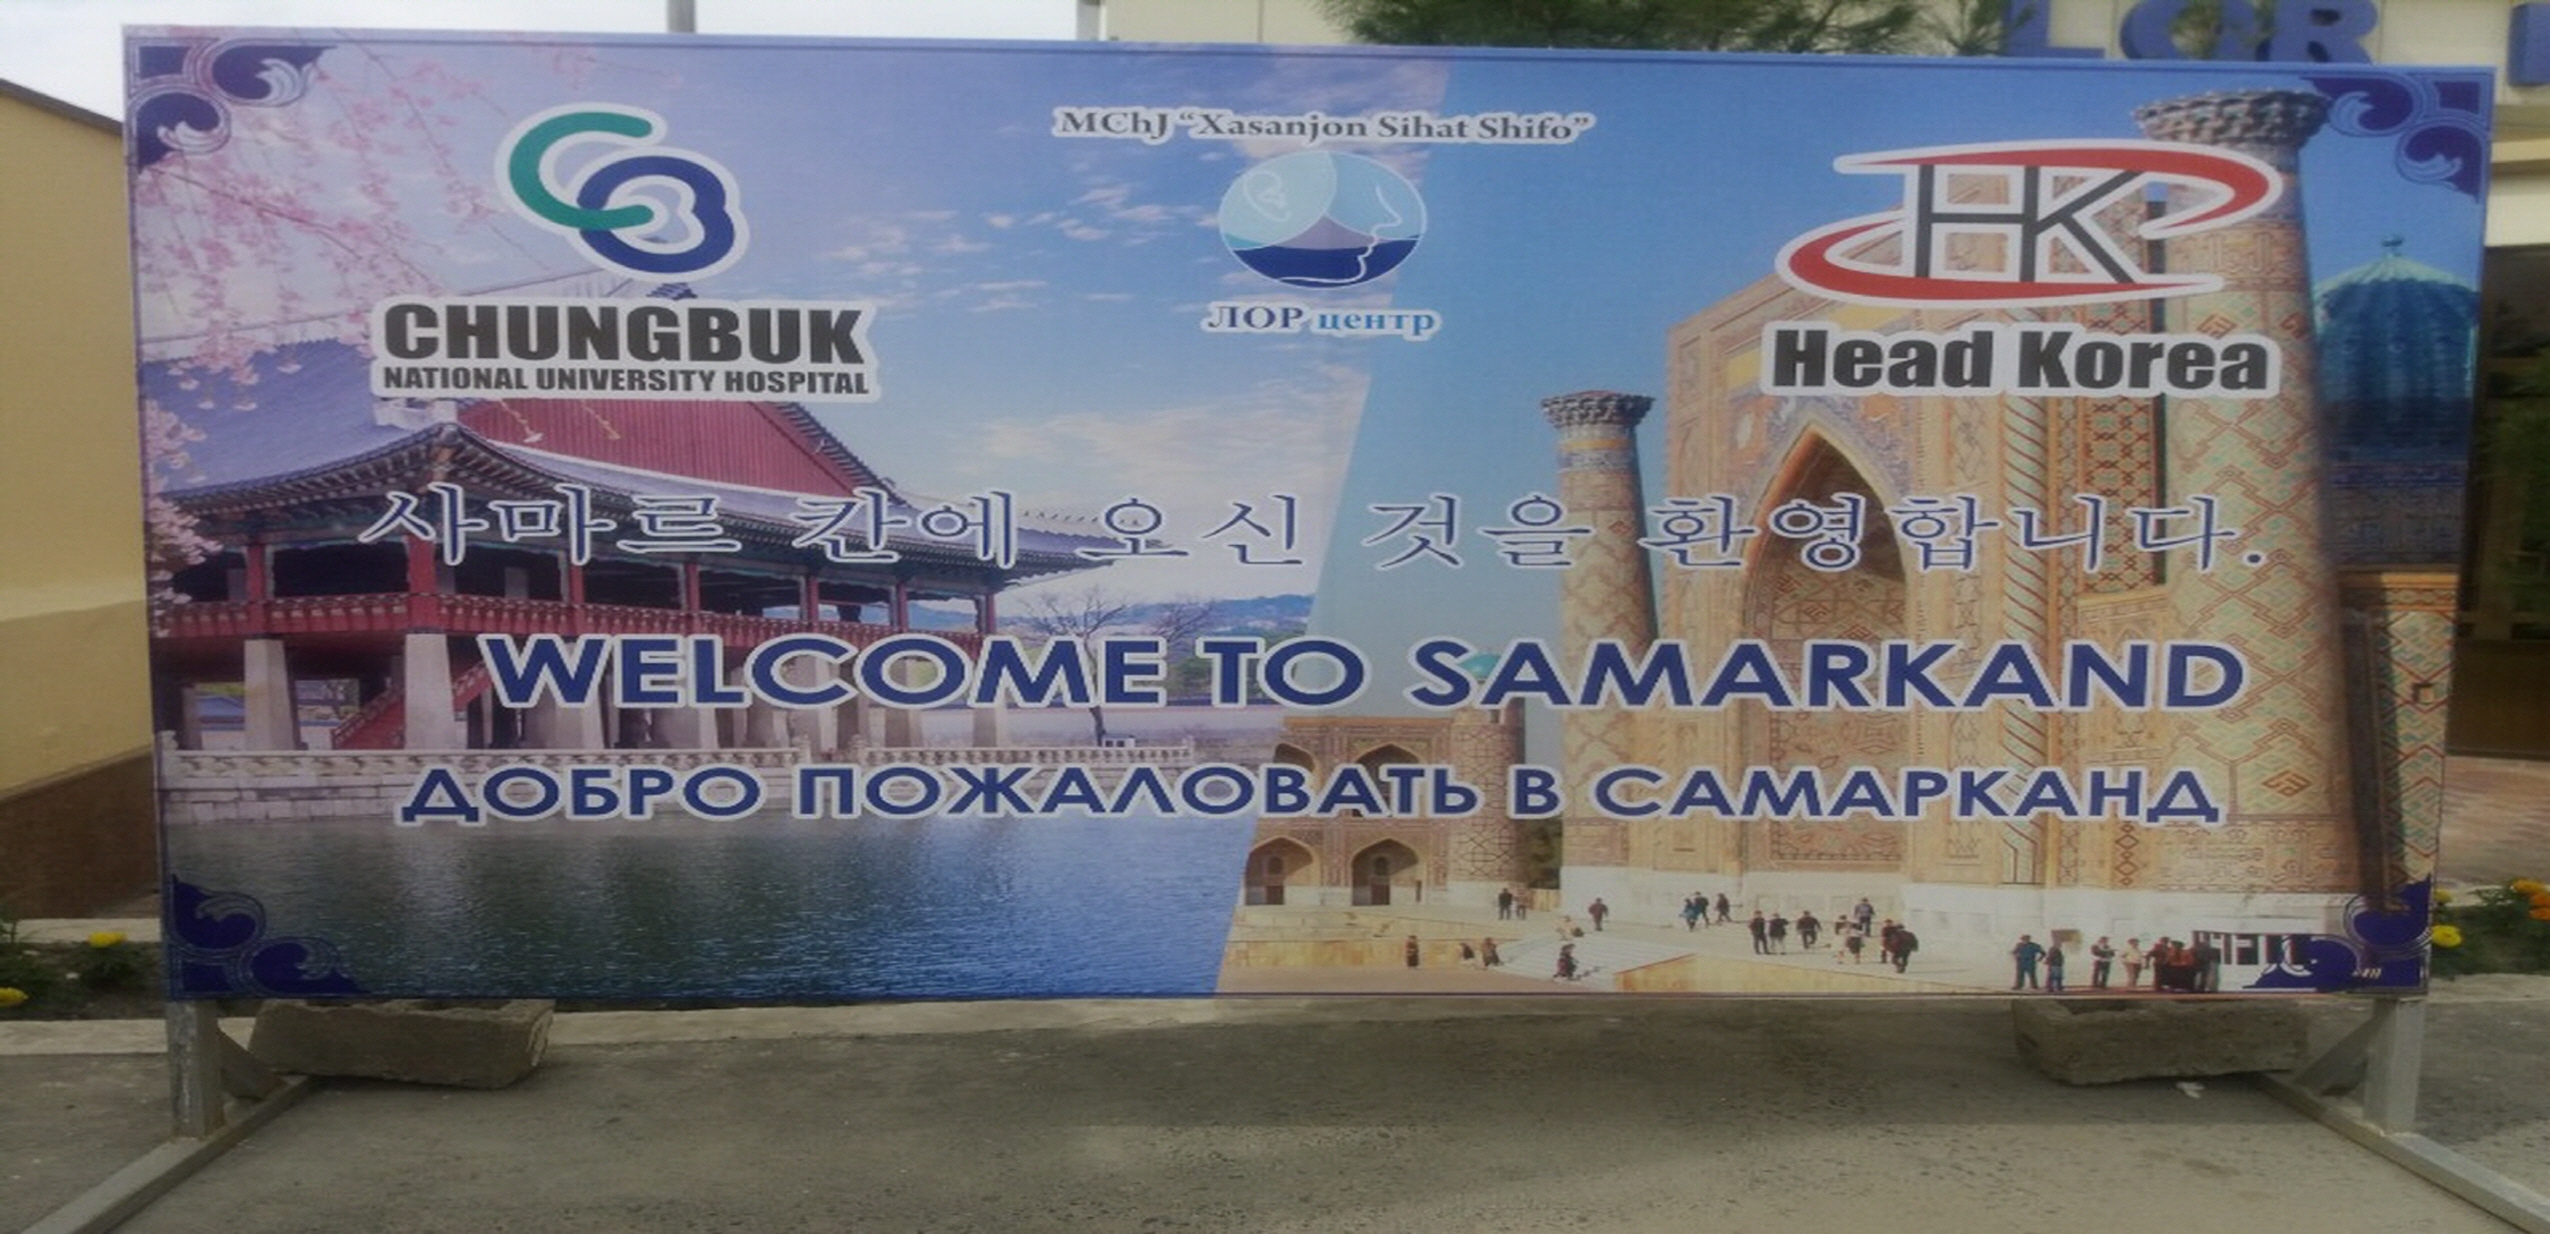 LOR
MChJ “Xasanjon Sihat Shifo”
CHUNGBUK
NATIONAL UNIVERSITY HOSPITAL
ЛОР центр
HK
Head Korea
사마르 칸에 오신 것을 환영합니다.
WELCOME TO SAMARKAND
ДОБРО ПОЖАЛОВАТЬ В САМАРКАНД